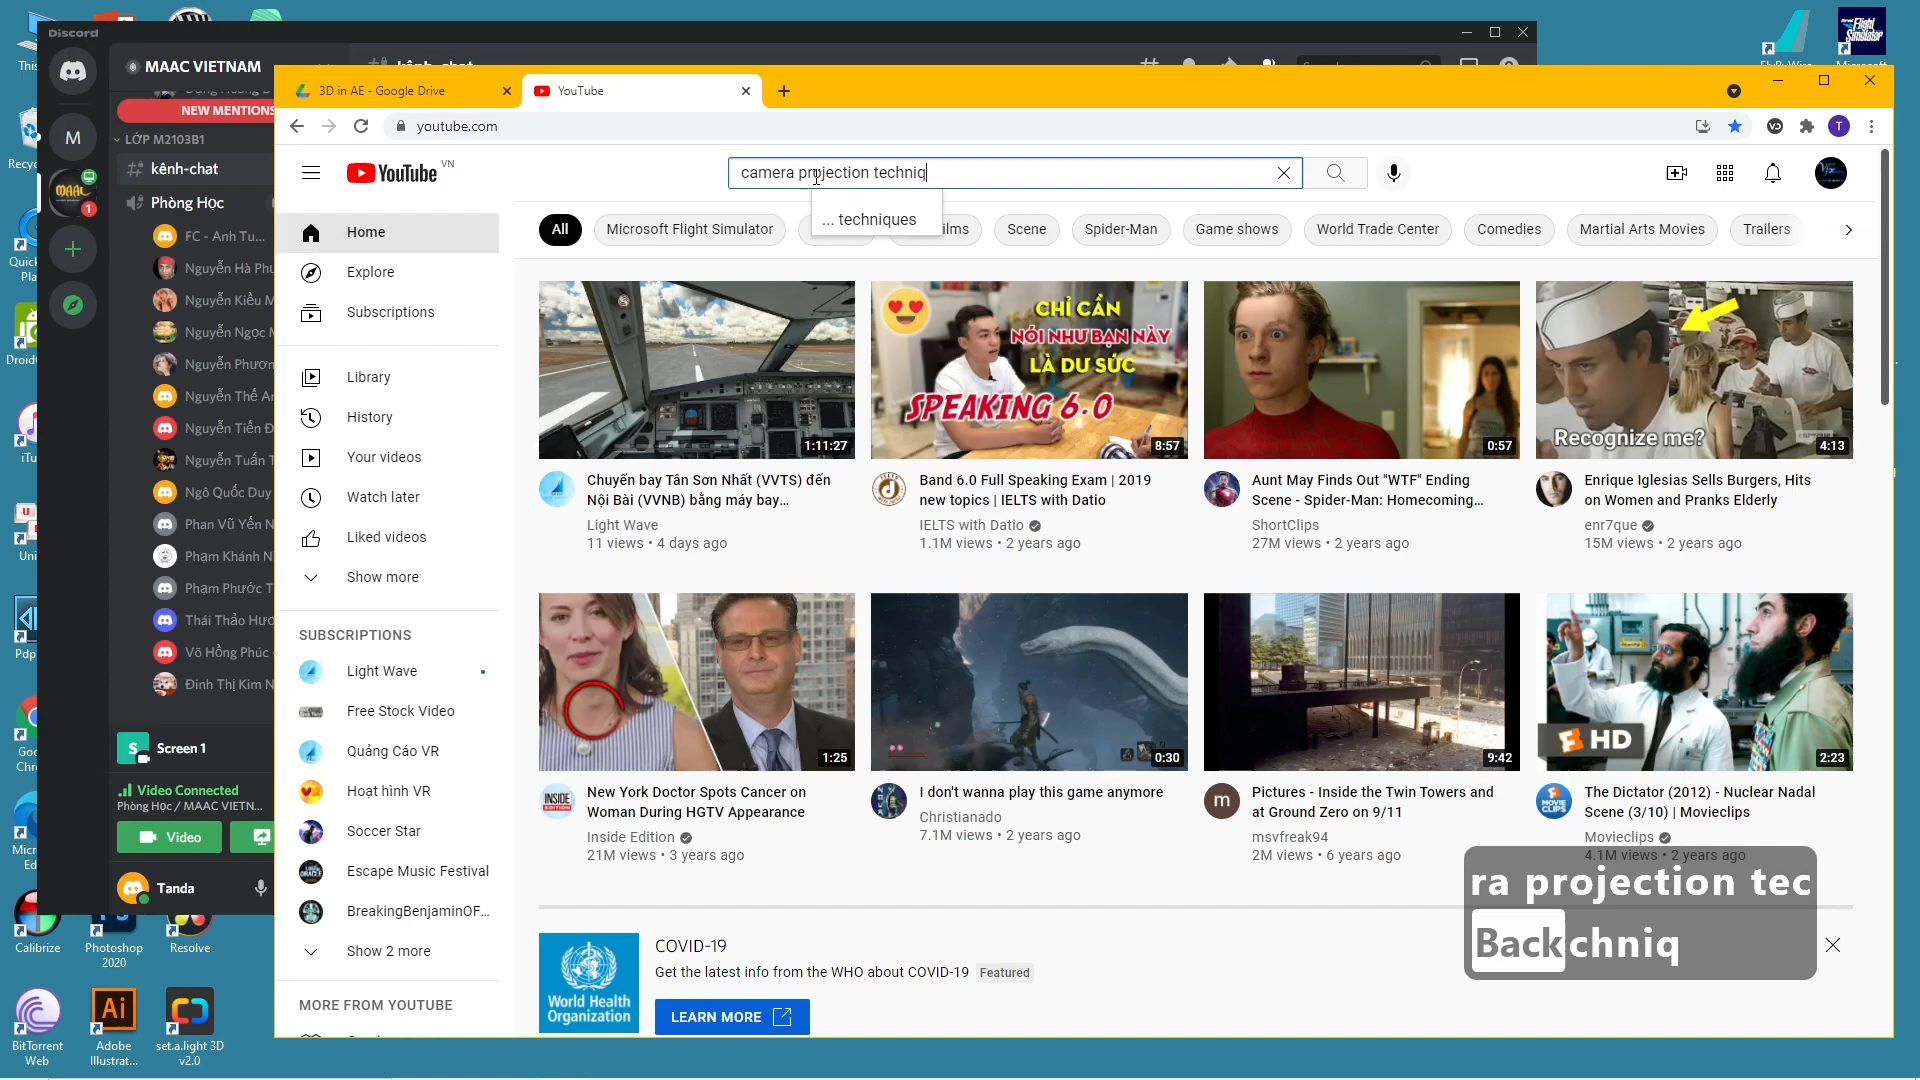 Discord
MAAC VIETNAM
NEW MENTIONS
LỚP M2103B1
kênh-chat
Phòng Học
FC - Anh Tu...
Nguyễn Hà Phu
Nguyễn Kiều M
Nguyễn Ngọc M
Nguyễn Phươn
Nguyễn Thế An
Nguyễn Tiến Đ
Nguyễn Tuấn T
Ngô Quốc Duy
Phan Vũ Yến N
Phạm Khánh N
Phạm Phước T
Thái Thảo Hươ
Võ Hồng Phúc
Đinh Thị Kim N
M
1
Screen 1
Video Connected
Phòng Học / MAAC VIETN...
Video
Tanda
3D in AE - Google Drive
YouTube
youtube.com
YouTube
VN
camera projection techniq
... techniques
All
Microsoft Flight Simulator
Scene
Spider-Man
Game shows
World Trade Center
Comedies
Martial Arts Movies
Trailers
Home
Explore
Subscriptions
Library
History
Your videos
Watch later
Liked videos
Show more
SUBSCRIPTIONS
Light Wave
Free Stock Video
Quảng Cáo VR
Hoạt hình VR
Soccer Star
Escape Music Festival
BreakingBenjaminOF...
Show 2 more
MORE FROM YOUTUBE
1:11:27
Chuyến bay Tân Sơn Nhất (VVTS) đến
Nội Bài (VVNB) bằng máy bay...
Light Wave
11 views • 4 days ago
CHỈ CẦN
NÓI NHƯ BẠN NÀY
LÀ DƯ SỨC
SPEAKING 6.0
8:57
Band 6.0 Full Speaking Exam | 2019
new topics | IELTS with Datio
IELTS with Datio
1.1M views • 2 years ago
0:57
Aunt May Finds Out "WTF" Ending
Scene - Spider-Man: Homecoming...
ShortClips
27M views • 2 years ago
Recognize me?
4:13
Enrique Iglesias Sells Burgers, Hits
on Women and Pranks Elderly
enr7que
15M views • 2 years ago
1:25
New York Doctor Spots Cancer on
Woman During HGTV Appearance
INSIDE EDITION
Inside Edition
21M views • 3 years ago
0:30
I don't wanna play this game anymore
Christianado
7.1M views • 2 years ago
9:42
Pictures - Inside the Twin Towers and
at Ground Zero on 9/11
m
msvfreak94
2M views • 6 years ago
HD
2:23
The Dictator (2012) - Nuclear Nadal
Scene (3/10) | Movieclips
MOVIE CLIPS
Movieclips
4.1M views • 2 years ago
World Health
Organization
COVID-19
Get the latest info from the WHO about COVID-19
Featured
LEARN MORE
ra projection tec
Backchniq
Calibrize
Photoshop
2020
Resolve
BitTorrent
Web
Adobe
Illustrat...
set.a.light 3D
v2.0